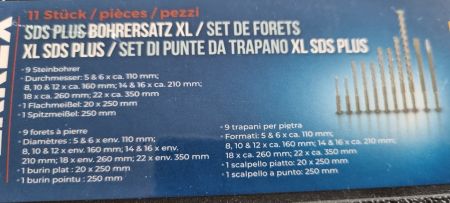 11 Stück / pièces / pezzi
SDS PLUS BOHRERSATZ XL / SET DE FORETS
XL SDS PLUS / SET DI PUNTE DA TRAPANO XL SDS PLUS
• 9 Steinbohrer
• Durchmesser: 5 & 6 x ca. 110 mm;
8, 10 & 12 x ca. 160 mm; 14 & 16 x ca. 210 mm;
18 x ca. 260 mm; 22 x ca. 350 mm
• 1 Flachmeißel: 20 x 250 mm
• 1 Spitzmeißel: 250 mm
• 9 forets à pierre
• Diamètres : 5 & 6 x env. 110 mm;
8, 10 & 12 x env. 160 mm; 14 & 16 x env.
210 mm; 18 x env. 260 mm; 22 x env. 350 mm
• 1 burin plat : 20 x 250 mm
• 1 burin pointu : 250 mm
• 9 trapani per pietra
• Formati: 5 & 6 x ca. 110 mm;
8, 10 & 12 x ca. 160 mm; 14 & 16 x ca. 210 mm;
18 x ca. 260 mm; 22 x ca. 350 mm
• 1 scalpello piatto: 20 x 250 mm
• 1 scalpello a punto: 250 mm